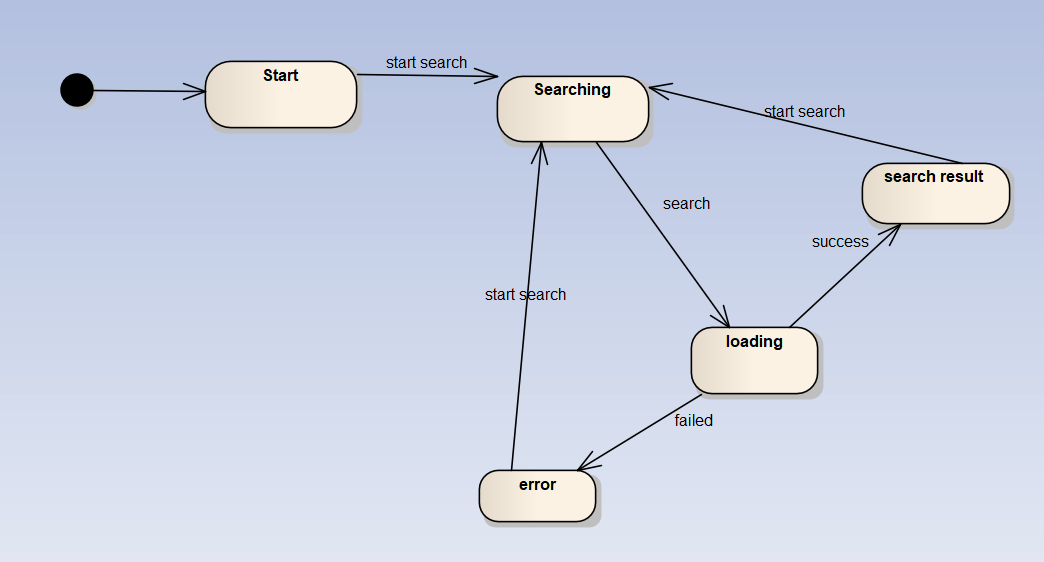 start search
Start
Searching
start search
search result
search
success
start search
loading
failed
error